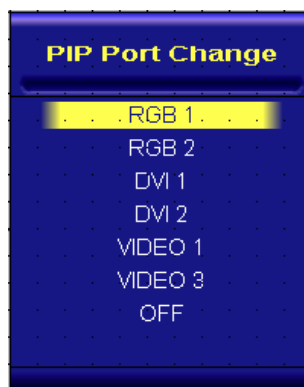 PIP Port Change
RGB 1
RGB 2
DVI 1
DVI 2
VIDEO 1
VIDEO 3
OFF